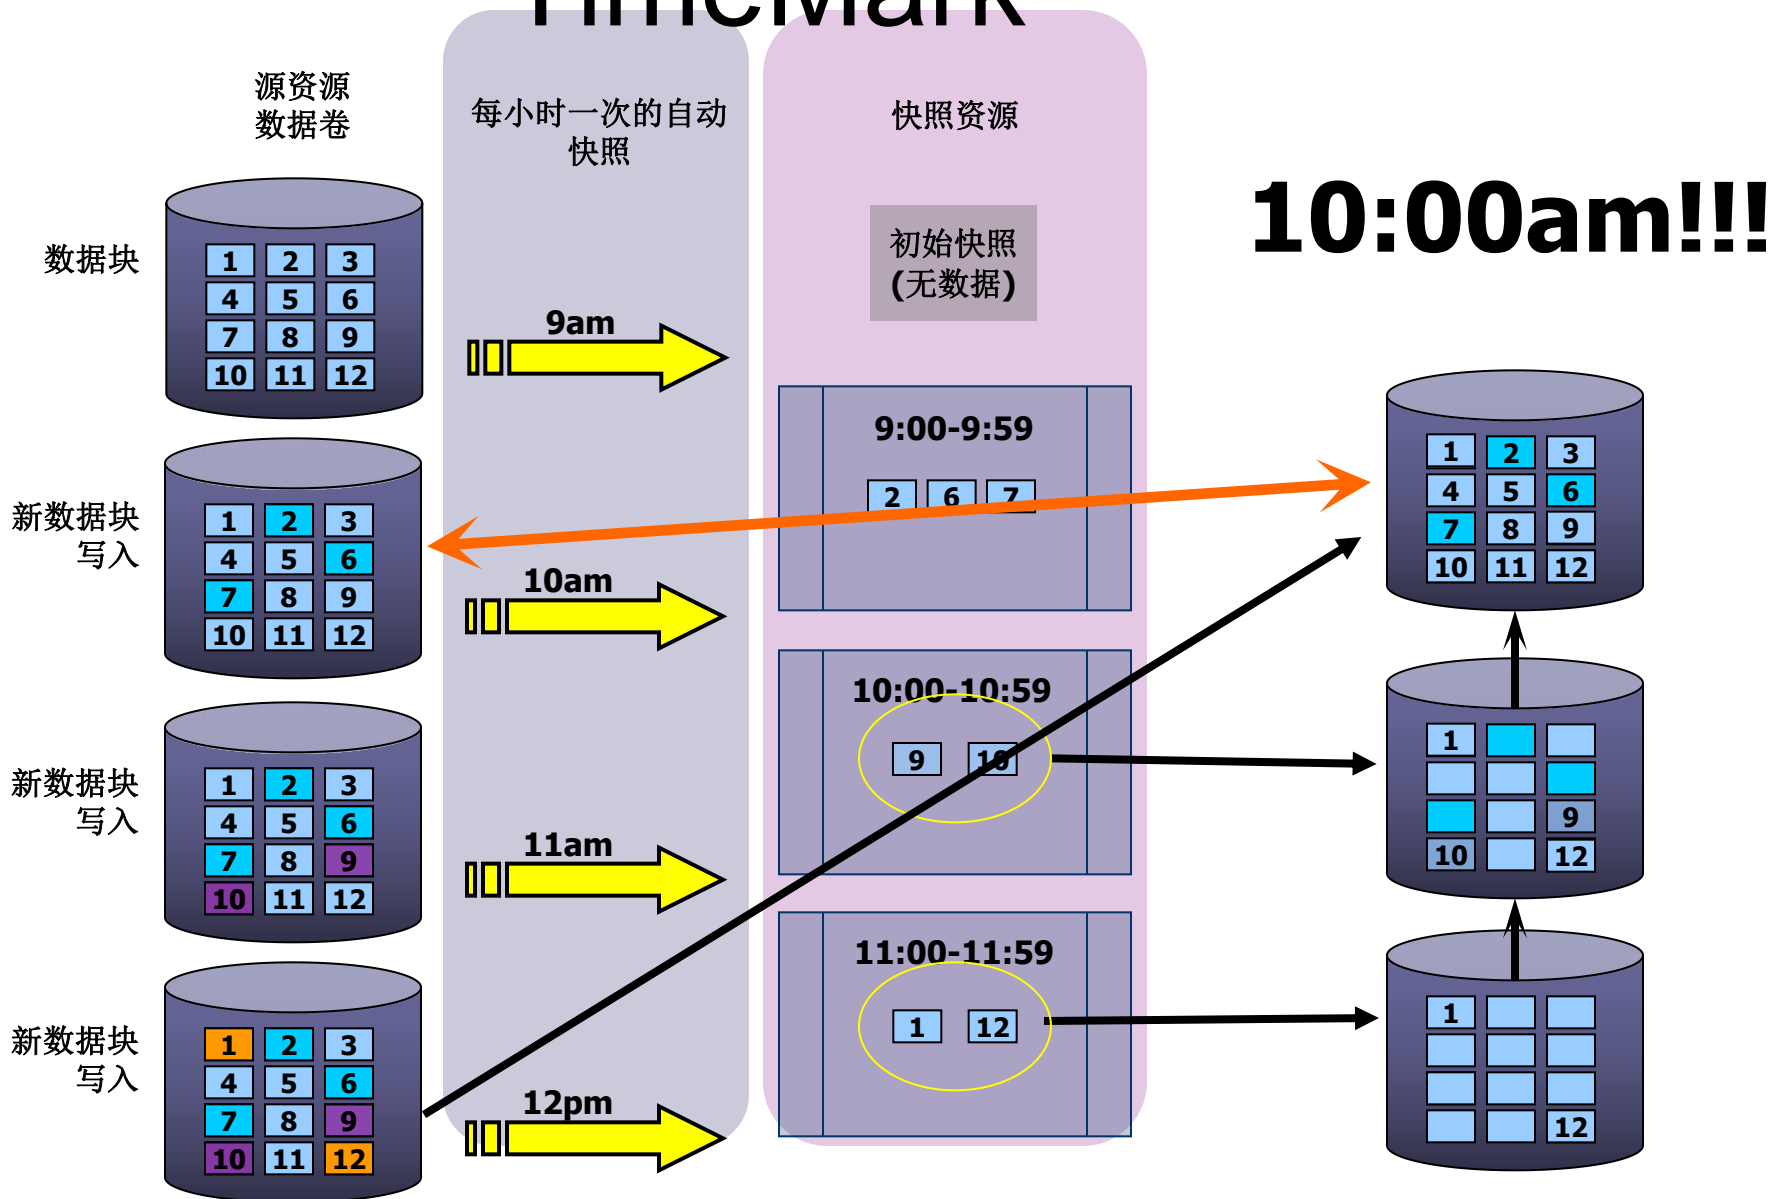 TimeMark
源资源
数据卷
每小时一次的自动
快照
快照资源
10:00am!!!
初始快照
(无数据)
数据块
1 2 3
4 5 6
7 8 9
10 11 12
9am
9:00-9:59
2 6 7
新数据块
写入
1 2 3
4 5 6
7 8 9
10 11 12
10am
1 2 3
4 5 6
7 8 9
10 11 12
10:00-10:59
9 10
新数据块
写入
1 2 3
4 5 6
7 8 9
10 11 12
11am
1
9
10 12
11:00-11:59
1 12
新数据块
写入
1 2 3
4 5 6
7 8 9
10 11 12
12pm
1
12